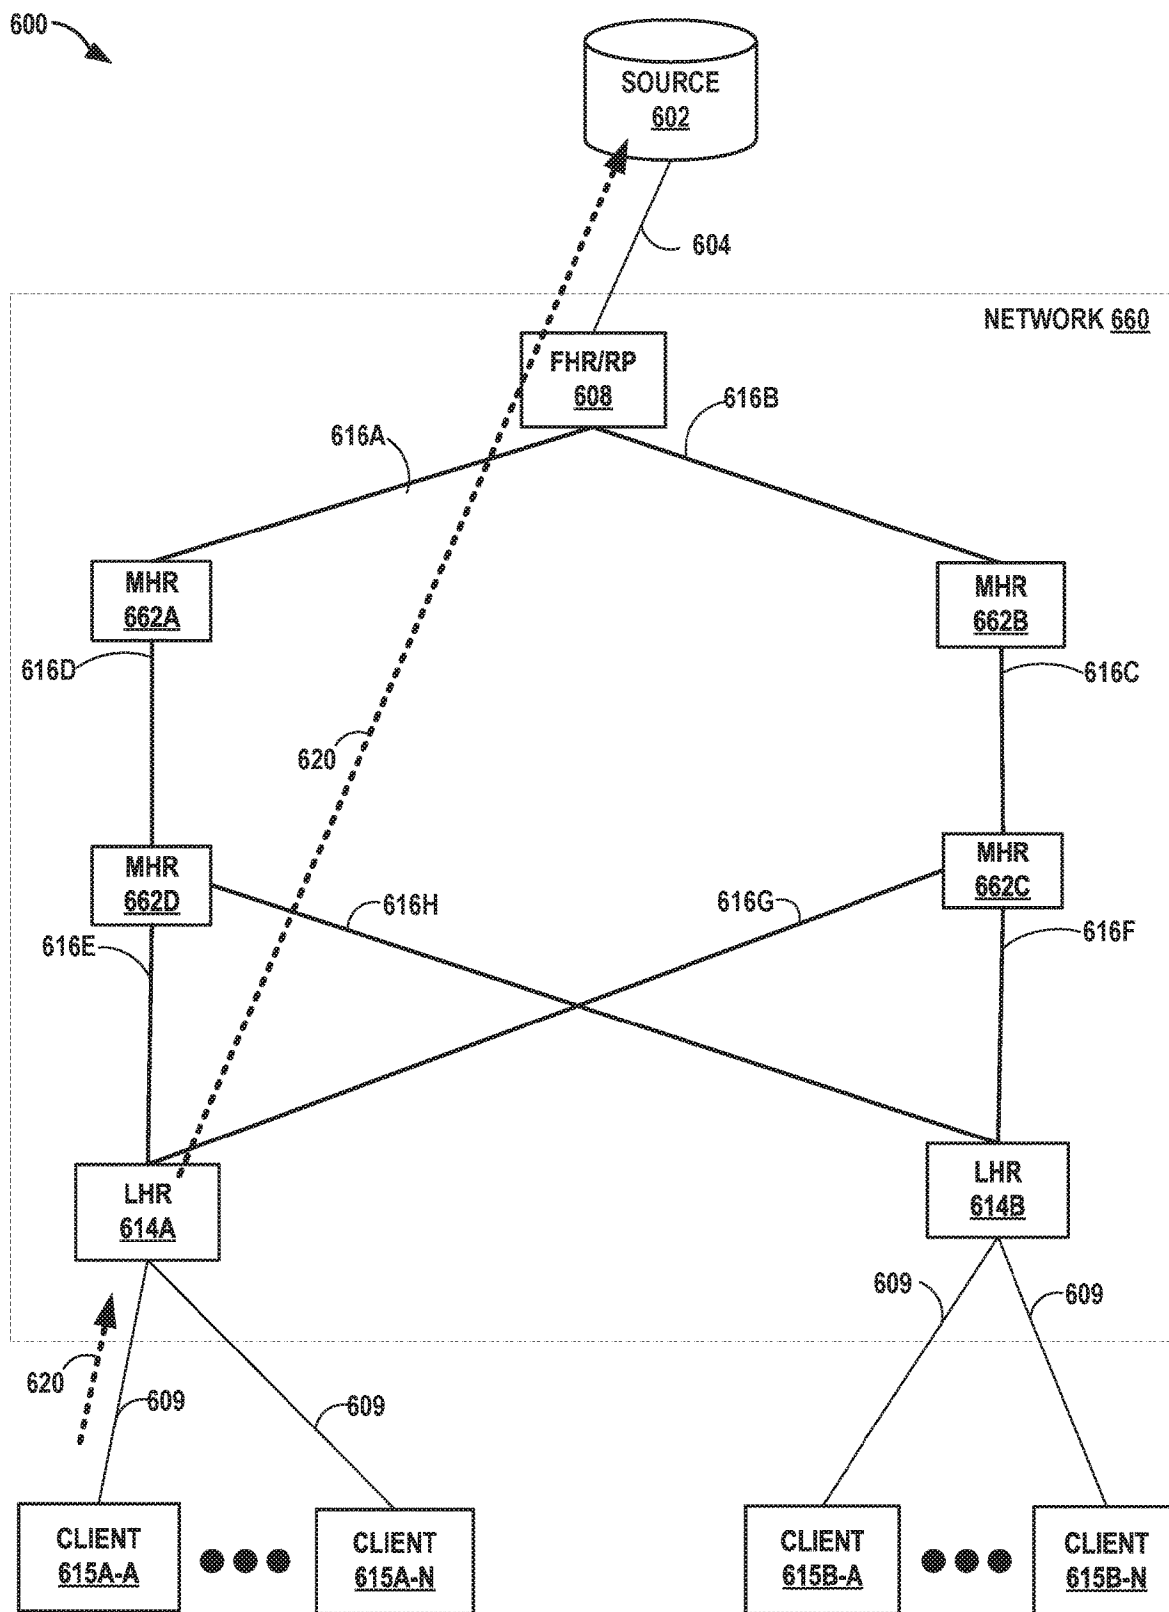 600
SOURCE
602
604
NETWORK 660
FHR/RP
608
616B
616A
MHR
662A
MHR
662B
616D
616C
620
MHR
662D
MHR
662C
616H
616G
616E
616F
LHR
614A
LHR
614B
609
609
620
609
609
CLIENT
615A-A
CLIENT
615A-N
CLIENT
615B-A
CLIENT
615B-N